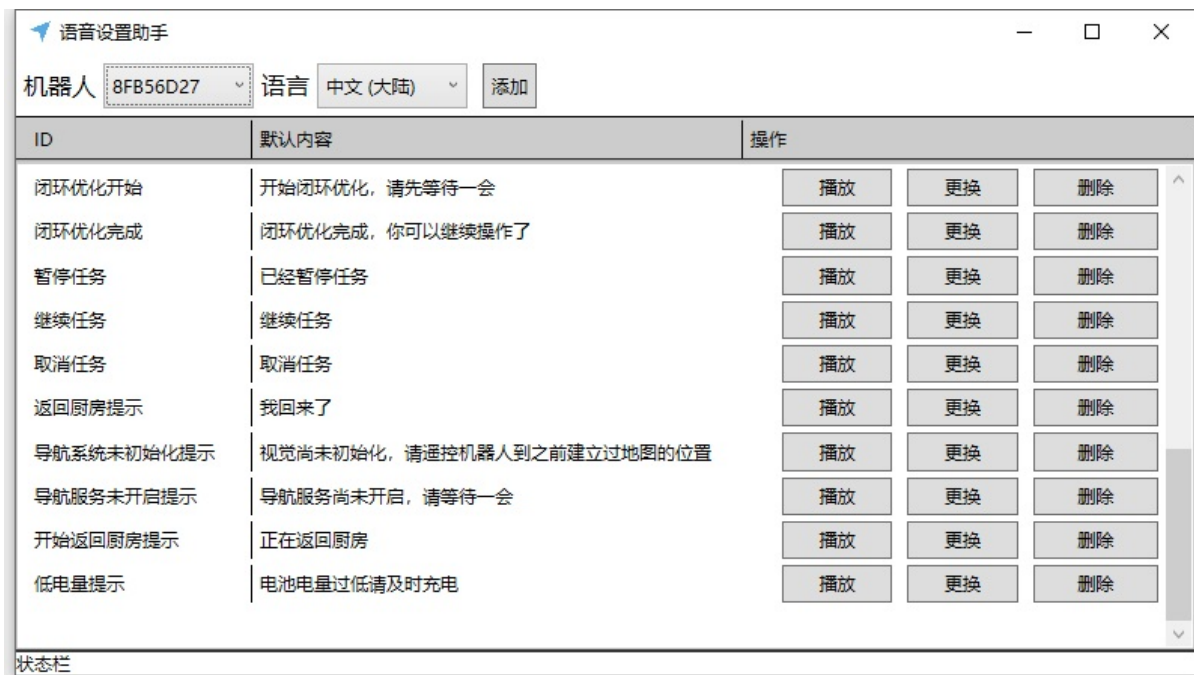 语音设置助手
机器人 8FB56D27 语言 中文 (大陆) 添加
ID 默认内容 操作
闭环优化开始 开始闭环优化，请先等待一会 播放 更换 删除
闭环优化完成 闭环优化完成，你可以继续操作了 播放 更换 删除
暂停任务 已经暂停任务 播放 更换 删除
继续任务 继续任务 播放 更换 删除
取消任务 取消任务 播放 更换 删除
返回厨房提示 我回来了 播放 更换 删除
导航系统未初始化提示 视觉尚未初始化，请遥控机器人到之前建立过地图的位置 播放 更换 删除
导航服务未开启提示 导航服务尚未开启，请等待一会 播放 更换 删除
开始返回厨房提示 正在返回厨房 播放 更换 删除
低电量提示 电池电量过低请及时充电 播放 更换 删除
状态栏